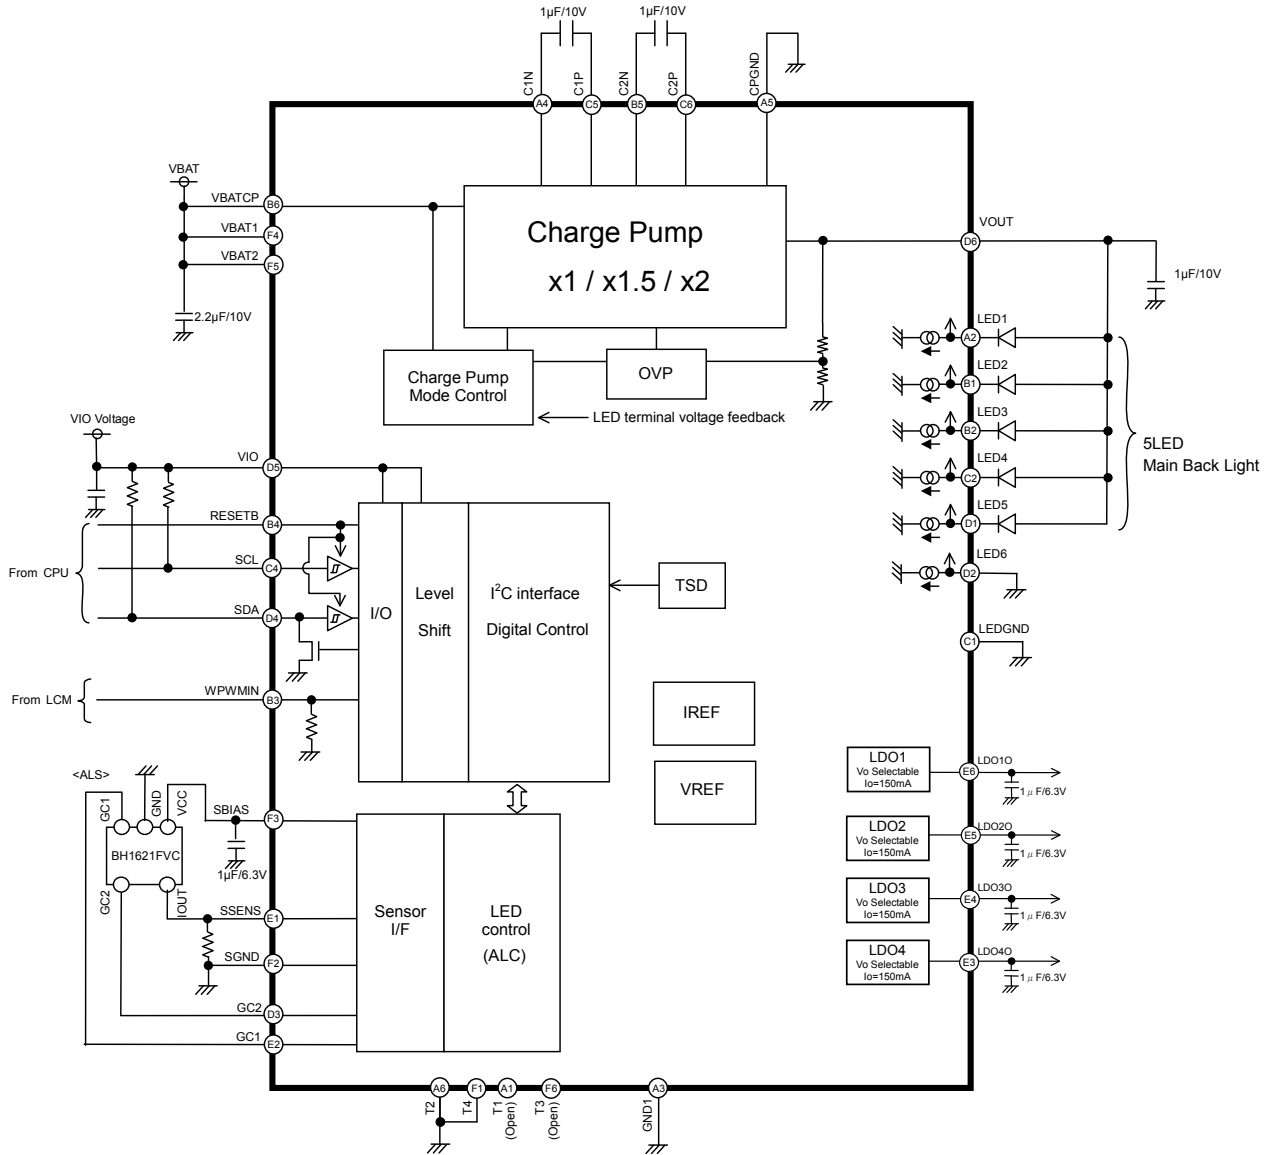 1μF/10V
1μF/10V
C1N
C1P
C2N
C2P
CPGND
A4
C5
B5
C6
A5
VBAT
VBATCP
B6
VBAT1
F4
VBAT2
F5
2.2μF/10V
Charge Pump
x1 / x1.5 / x2
VOUT
D6
1μF/10V
Charge Pump
Mode Control
OVP
LED terminal voltage feedback
LED1
A2
LED2
B1
LED3
B2
LED4
C2
LED5
D1
LED6
D2
5LED
Main Back Light
LEDGND
C1
VIO Voltage
VIO
D5
RESETB
B4
SCL
C4
From CPU
SDA
D4
I/O
Level
Shift
I²C interface
Digital Control
TSD
From LCM
WPWMIN
B3
IREF
VREF
<ALS>
GC1
GND
VCC
SBIAS
F3
BH1621FVC
1μF/6.3V
GC2
IOUT
SSENS
E1
SGND
F2
GC2
D3
GC1
E2
Sensor
I/F
LED
control
(ALC)
LDO1
Vo Selectable
Io=150mA
E6
LDO1O
1μF/6.3V
LDO2
Vo Selectable
Io=150mA
E5
LDO2O
1μF/6.3V
LDO3
Vo Selectable
Io=150mA
E4
LDO3O
1μF/6.3V
LDO4
Vo Selectable
Io=150mA
E3
LDO4O
1μF/6.3V
A6
F1
A1
F6
A3
T2
T4
T1
(Open)
T3
(Open)
GND1